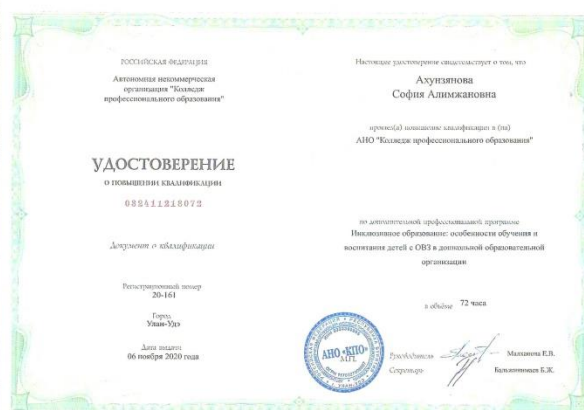 РОССИЙСКАЯ ФЕДЕРАЦИЯ
Автономная некоммерческая
организация "Колледж
профессионального образования"
УДОСТОВЕРЕНИЕ
О ПОВЫШЕНИИ КВАЛИФИКАЦИИ
032411218072
Документ о квалификации
Регистрационный номер
20-161
Город
Улан-Удэ
Дата выдачи
06 ноября 2020 года
Настоящее удостоверение свидетельствует о том, что
Ахунзянова
София Алимжановна
прошел(а) повышение квалификации в (на)
АНО "Колледж профессионального образования"
по дополнительной профессиональной программе
Инклюзивное образование: особенности обучения и
воспитания детей с ОВЗ в дошкольной образовательной
организации
в объёме 72 часа
АНО «КПО»
М.П.
Руководитель
Секретарь